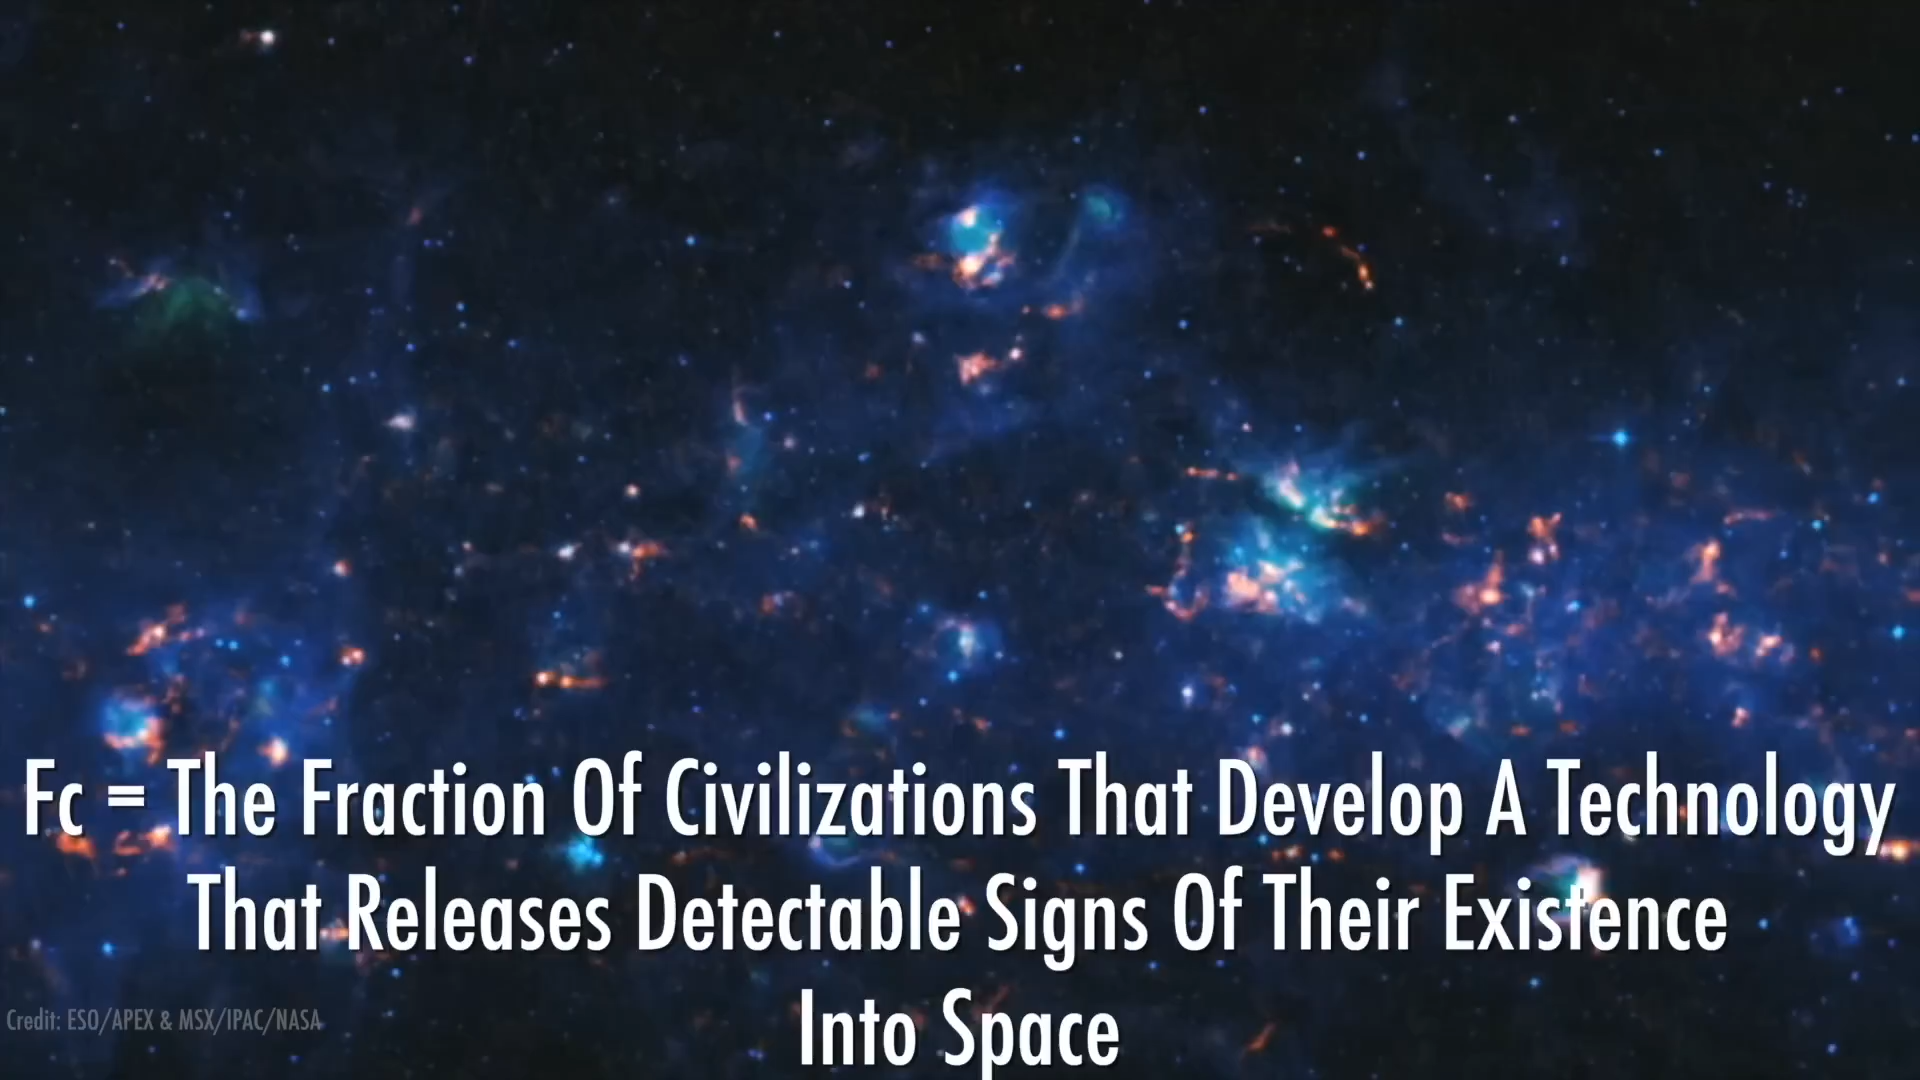 Fc = The Fraction Of Civilizations That Develop A Technology
That Releases Detectable Signs Of Their Existence
Into Space
Credit: ESO/APEX & MSX/IPAC/NASA